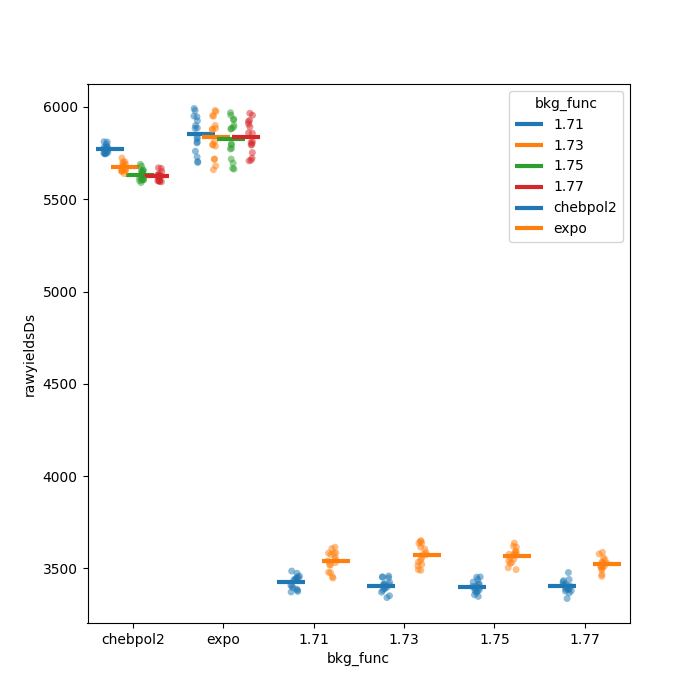 bkg_func
1.71
1.73
1.75
1.77
chebpol2
expo
6000
5500
5000
4500
4000
3500
rawyieldsDs
chebpol2 expo 1.71 1.73 1.75 1.77
bkg_func